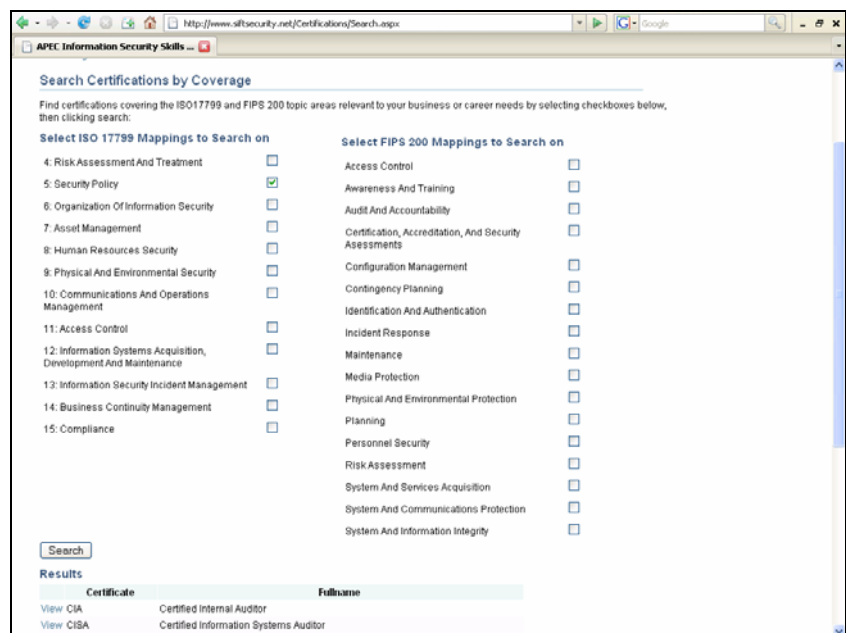 http://www.siftsecurity.net/Certifications/Search.aspx
Google
APEC Information Security Skills ...
Search Certifications by Coverage
Find certifications covering the ISO17799 and FIPS 200 topic areas relevant to your business or career needs by selecting checkboxes below,
then clicking search:
Select ISO 17799 Mappings to Search on
4: Risk Assessment And Treatment
5: Security Policy
6: Organization Of Information Security
7: Asset Management
8: Human Resources Security
9: Physical And Environmental Security
10: Communications And Operations
Management
11: Access Control
12: Information Systems Acquisition,
Development And Maintenance
13: Information Security Incident Management
14: Business Continuity Management
15: Compliance
Select FIPS 200 Mappings to Search on
Access Control
Awareness And Training
Audit And Accountability
Certification, Accreditation, And Security
Asessments
Configuration Management
Contingency Planning
Identification And Authentication
Incident Response
Maintenance
Media Protection
Physical And Environmental Protection
Planning
Personnel Security
Risk Assessment
System And Services Acquisition
System And Communications Protection
System And Information Integrity
Search
Results
Certificate Fullname
View CIA Certified Internal Auditor
View CISA Certified Information Systems Auditor